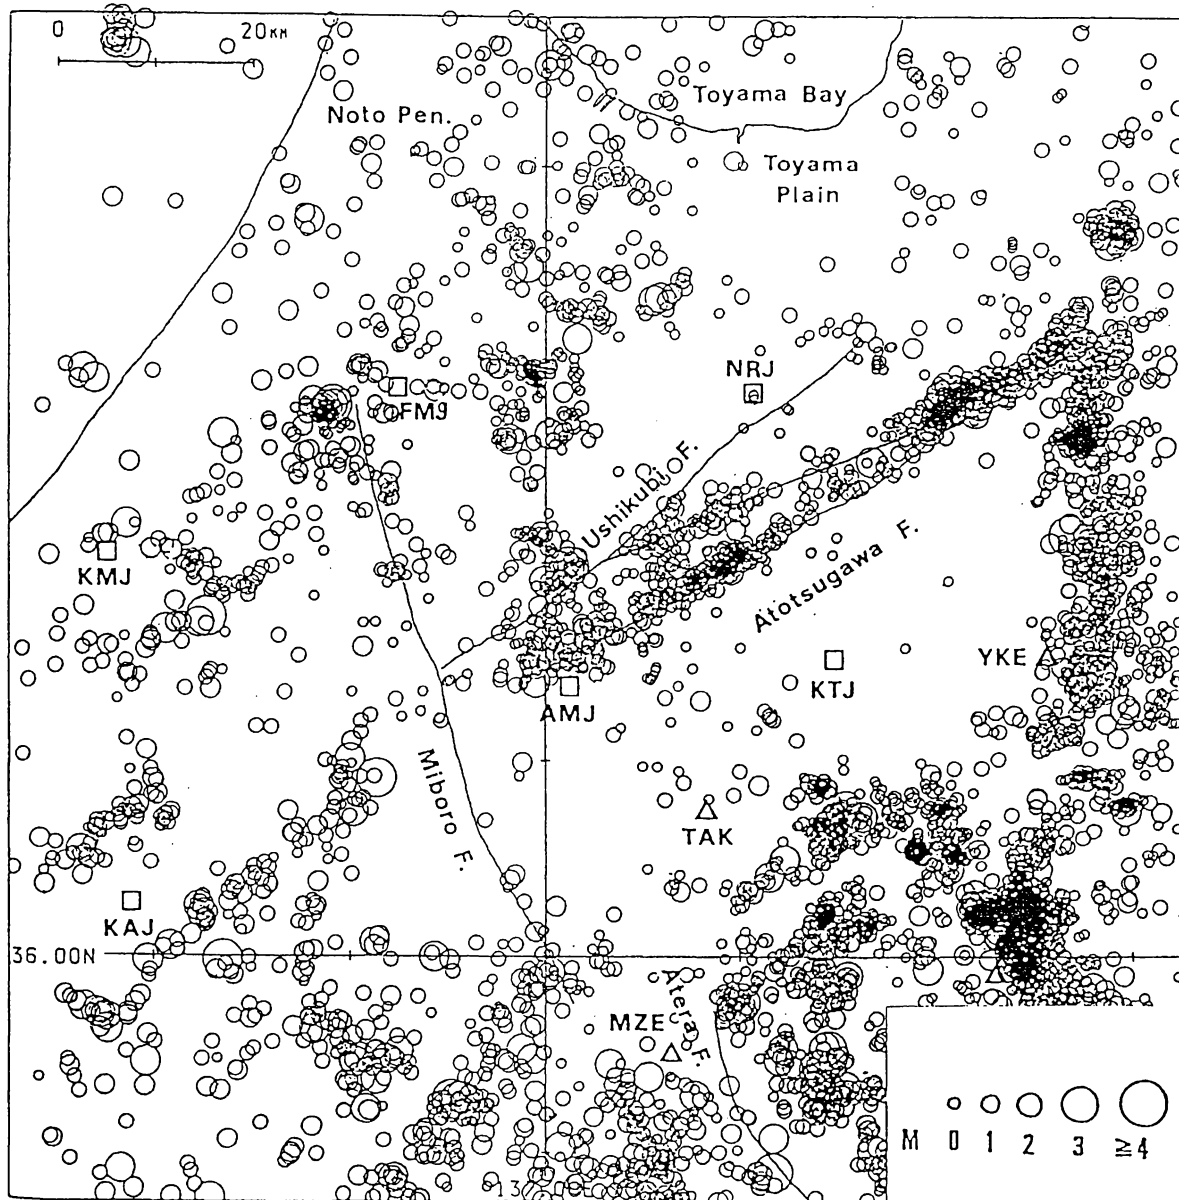 0 20KM
Noto Pen.
Toyama Bay
Toyama
Plain
NRJ
FMJ
Ushikubi F.
Atotsugawa F.
KMJ
YKE
KTJ
AMJ
Miboro F.
TAK
KAJ
36.00N
Atera F.
MZE
M 0 1 2 3 ≧4